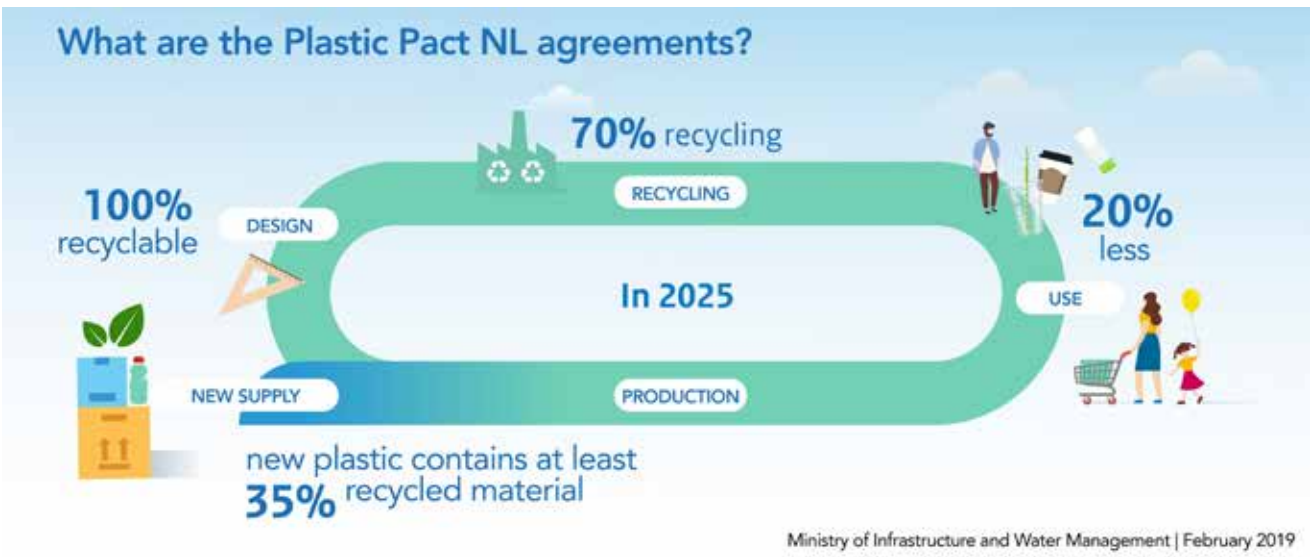 What are the Plastic Pact NL agreements?
70% recycling
RECYCLING
100%
recyclable
DESIGN
20%
less
In 2025
USE
NEW SUPPLY
PRODUCTION
new plastic contains at least
35% recycled material
Ministry of Infrastructure and Water Management | February 2019